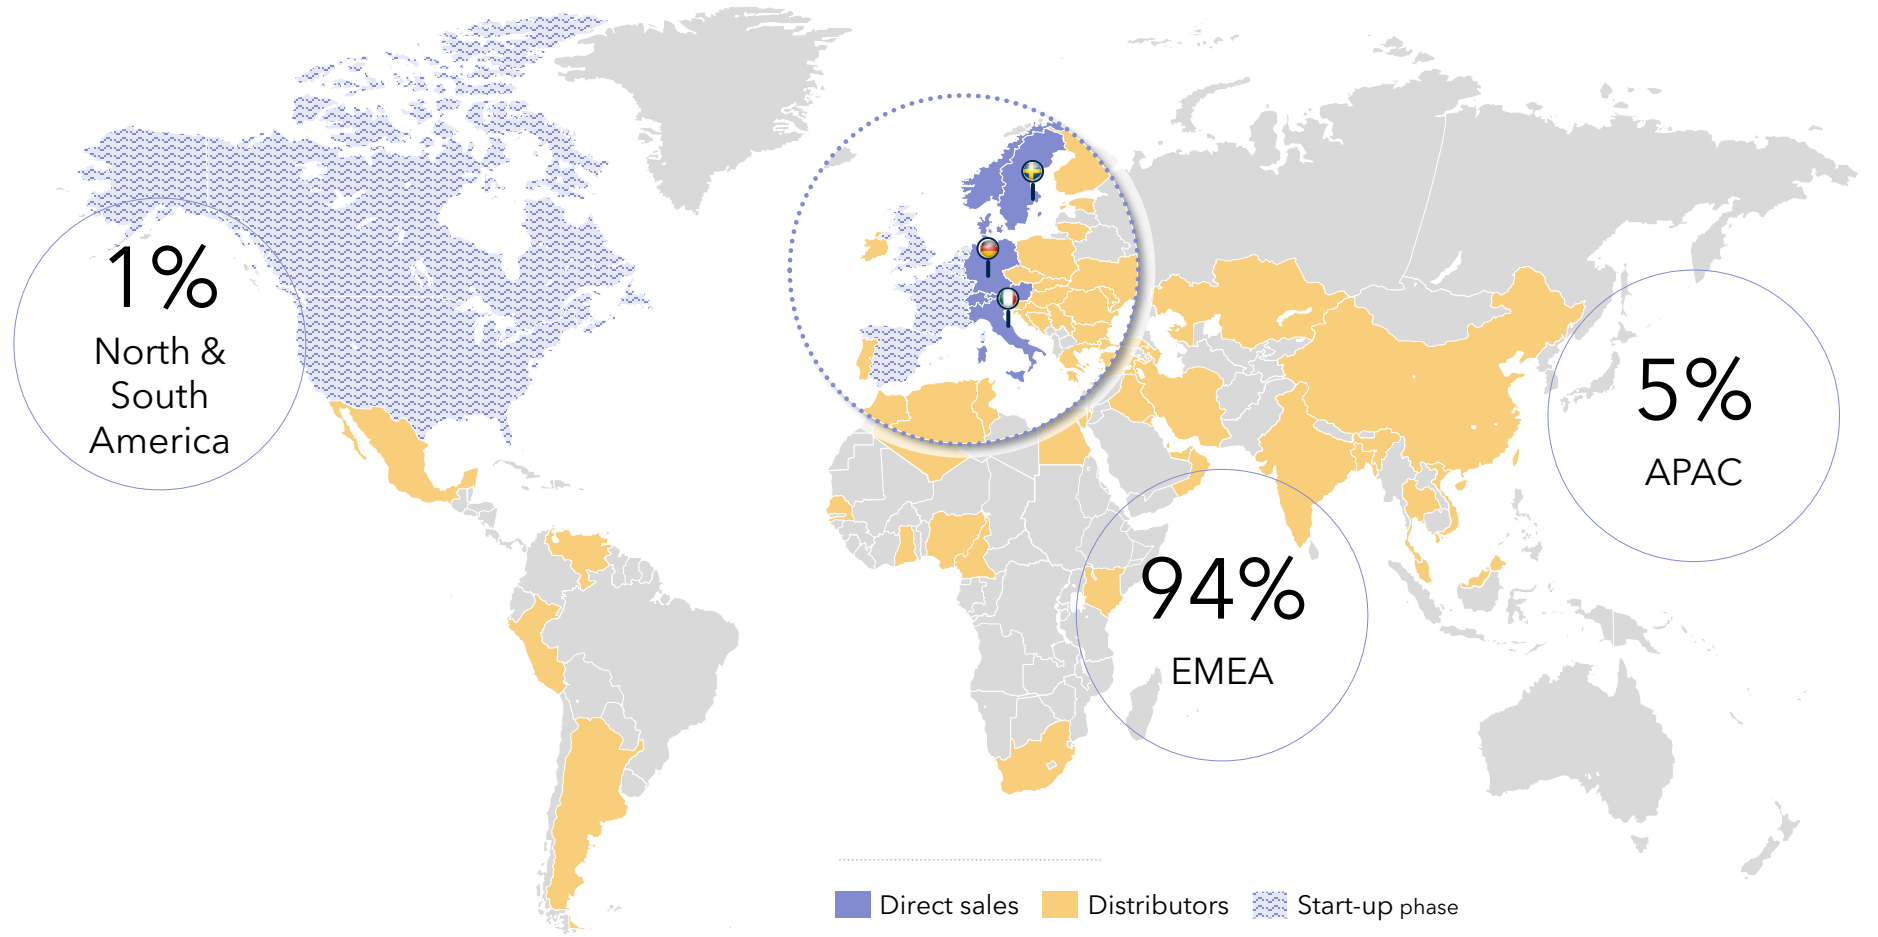 1%
North &
South
America
5%
APAC
94%
EMEA
Direct sales
Distributors
Start-up phase